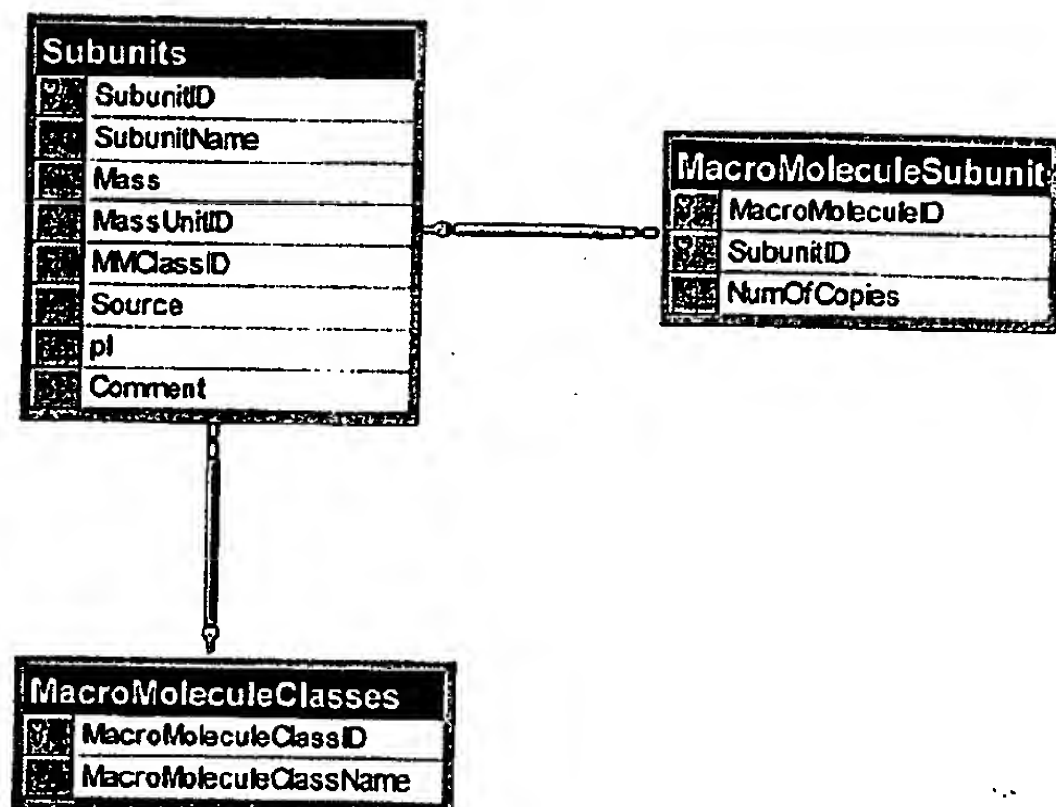 Subunits
SubunitID
SubunitName
Mass
MassUnitID
MMClassID
Source
pI
Comment
MacroMoleculeSubunit
MacroMoleculeID
SubunitID
NumOfCopies
MacroMoleculeClasses
MacroMoleculeClassID
MacroMoleculeClassName